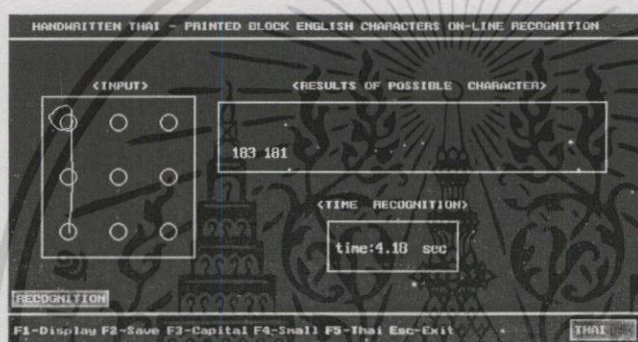 HANDWRITTEN THAI - PRINTED BLOCK ENGLISH CHARACTERS ON-LINE RECOGNITION
<INPUT>
<RESULTS OF POSSIBLE CHARACTER>
183 181
<TIME RECOGNITION>
time:4.18 sec
RECOGNITION
F1-Display F2-Save F3-Capital F4-Small F5-Thai Esc-Exit
THAI